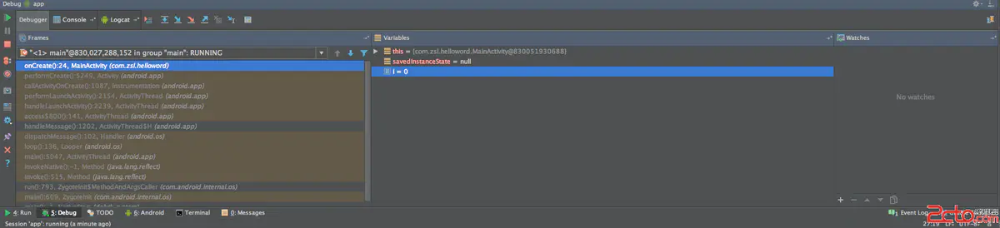 Debug app
Debugger Console Logcat
Frames
"<1> main"@830,027,288,152 in group "main": RUNNING
onCreate():24, MainActivity (com.zsl.helloword)
performCreate():5249, Activity (android.app)
callActivityOnCreate():1087, Instrumentation (android.app)
performLaunchActivity():2154, ActivityThread (android.app)
handleLaunchActivity():2239, ActivityThread (android.app)
access$800():141, ActivityThread (android.app)
handleMessage():1202, ActivityThread$H (android.app)
dispatchMessage():102, Handler (android.os)
loop():136, Looper (android.os)
main():5047, ActivityThread (android.app)
invokeNative():-1, Method (java.lang.reflect)
invoke():515, Method (java.lang.reflect)
run():793, ZygoteInit$MethodAndArgsCaller (com.android.internal.os)
main():609, ZygoteInit (com.android.internal.os)
Variables
this = {com.zsl.helloword.MainActivity@830051930688}
savedInstanceState = null
i = 0
Watches
No watches
4: Run 5: Debug TODO 6: Android Terminal 0: Messages
Event Log
Session 'app': running (a minute ago)
27:19 LF: UTF-8:
2cto.com